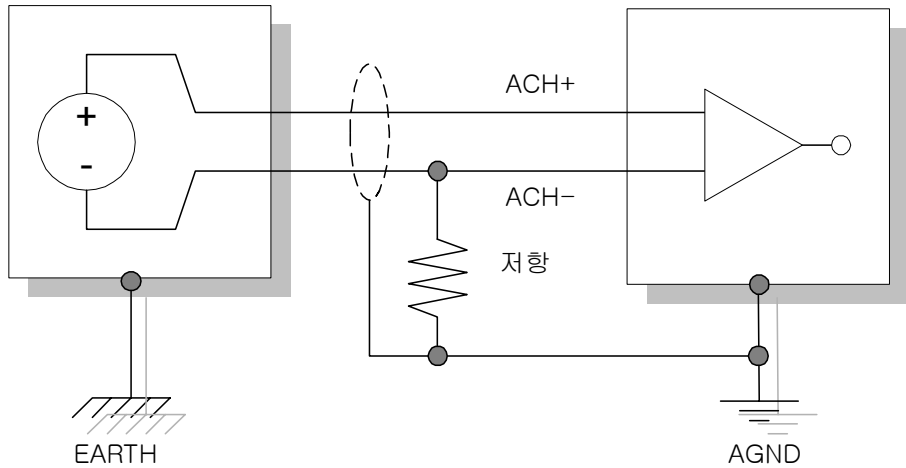 ACH+
+
-
ACH-
저항
EARTH
AGND